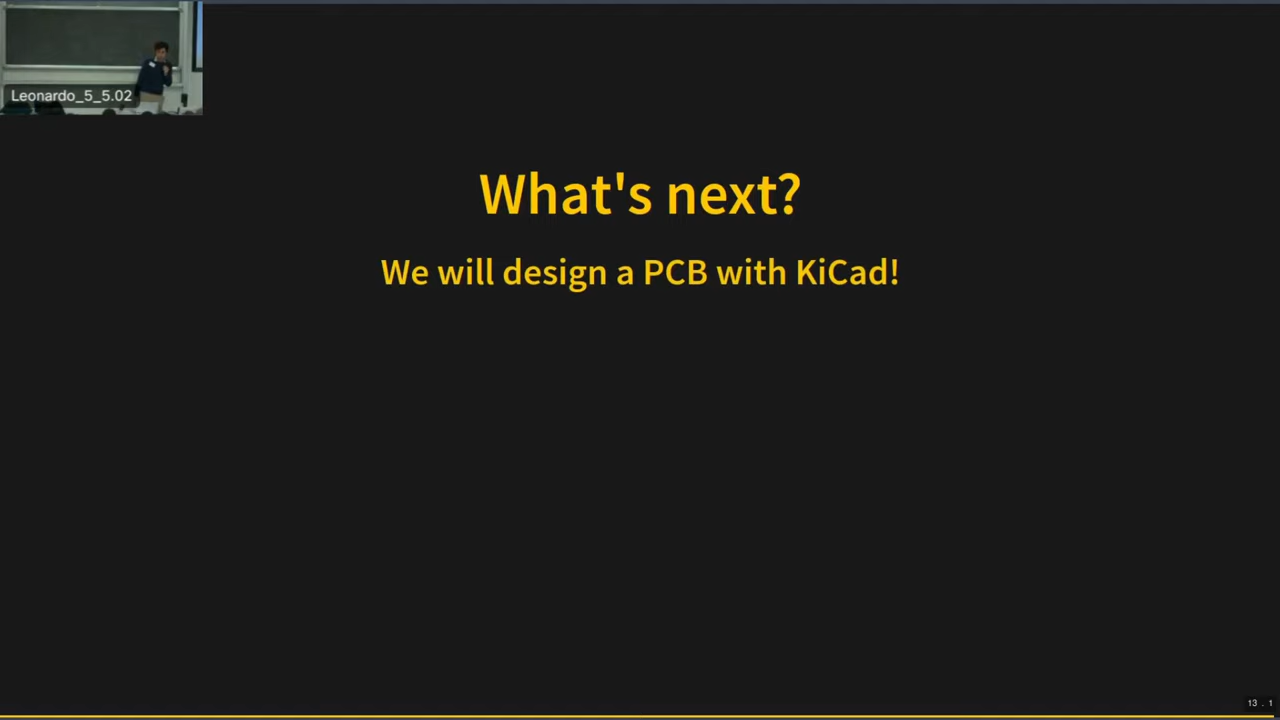 Leonardo_5_5.02
What's next?
We will design a PCB with KiCad!
13 . 1